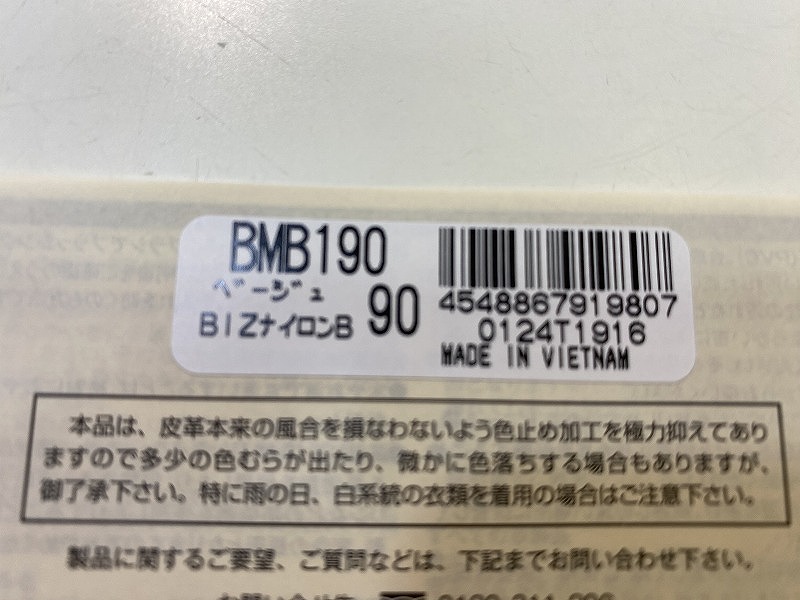 BMB190
ベージュ
BIZナイロンB 90
4548867919807
0124T1916
MADE IN VIETNAM
本品は、皮革本来の風合を損なわないよう色止め加工を極力抑えてあり
ますので多少の色むらが出たり、微かに色落ちする場合もありますが、
御了承下さい。特に雨の日、白系統の衣類を着用の場合はご注意下さい。
製品に関するご要望、ご質問などは、下記までお問い合わせ下さい。